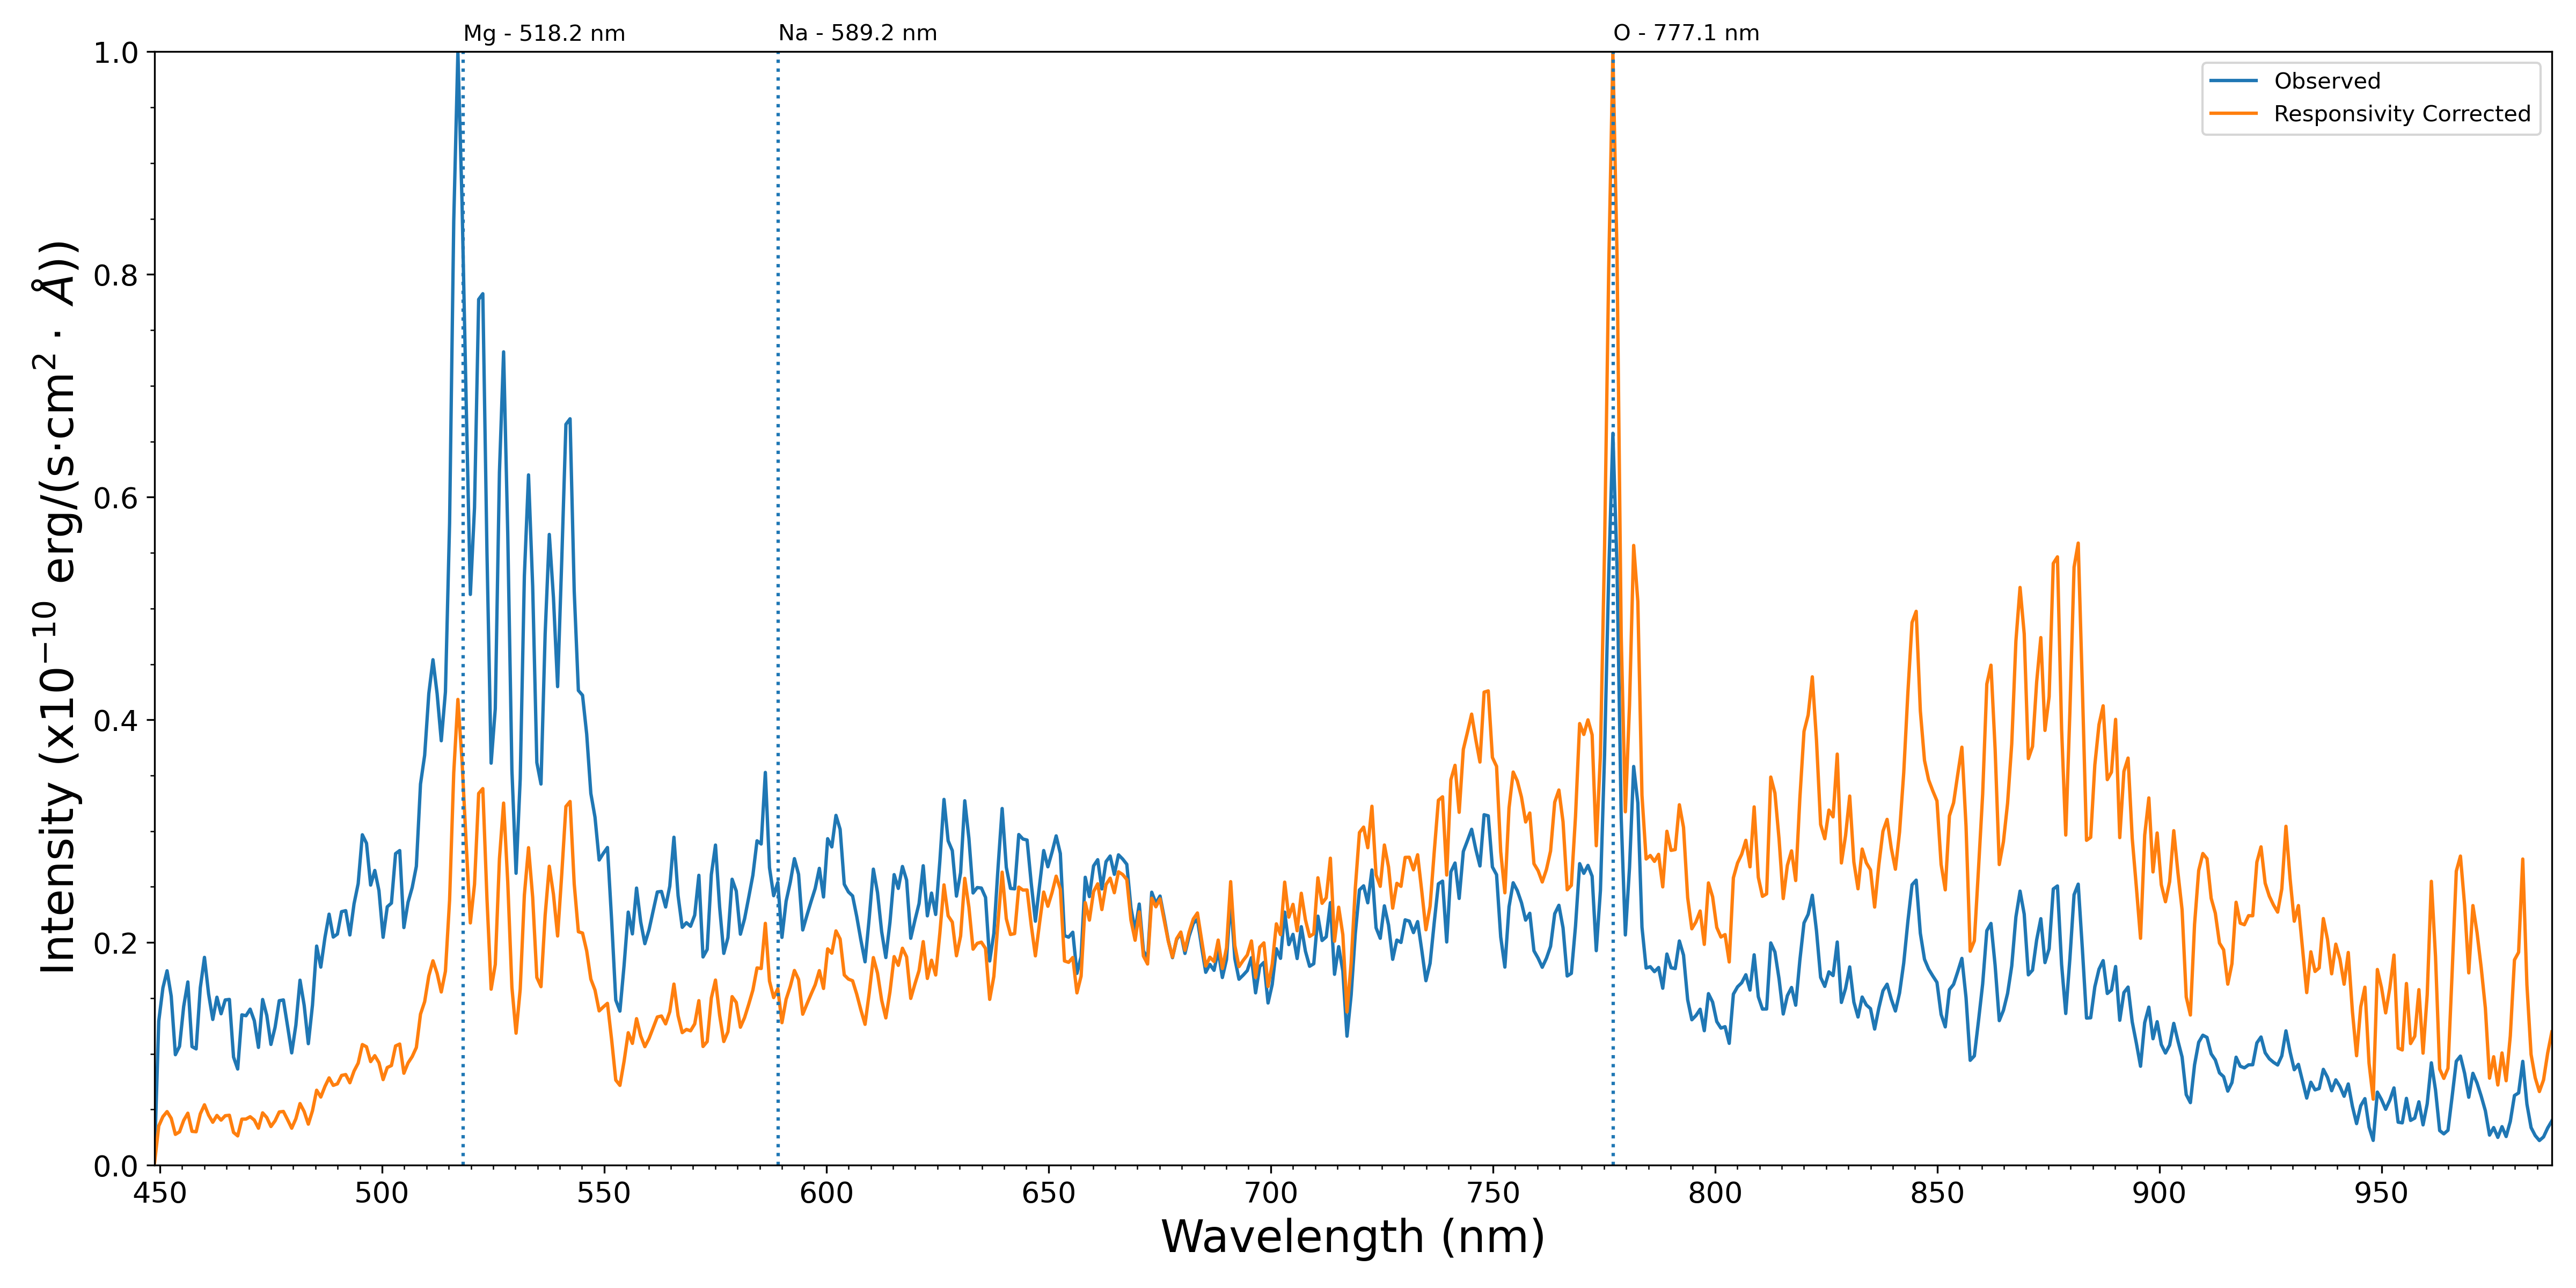 Mg - 518.2 nm Na - 589.2 nm O - 777.1 nm
Observed
Responsivity Corrected
Intensity (x10⁻¹⁰ erg/(s·cm² · Å))
1.0
0.8
0.6
0.4
0.2
0.0
450 500 550 600 650 700 750 800 850 900 950
Wavelength (nm)